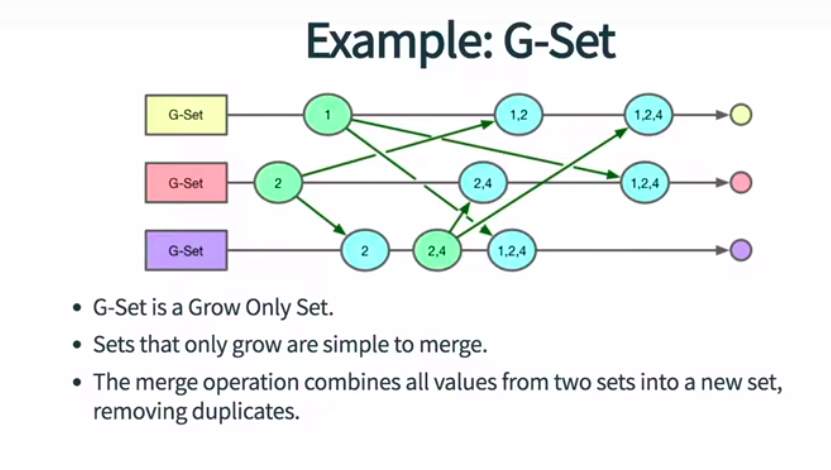 Example: G-Set
G-Set
1
1,2
1,2,4
G-Set
2
2,4
1,2,4
G-Set
2
2,4
1,2,4
• G-Set is a Grow Only Set.
• Sets that only grow are simple to merge.
• The merge operation combines all values from two sets into a new set,
removing duplicates.